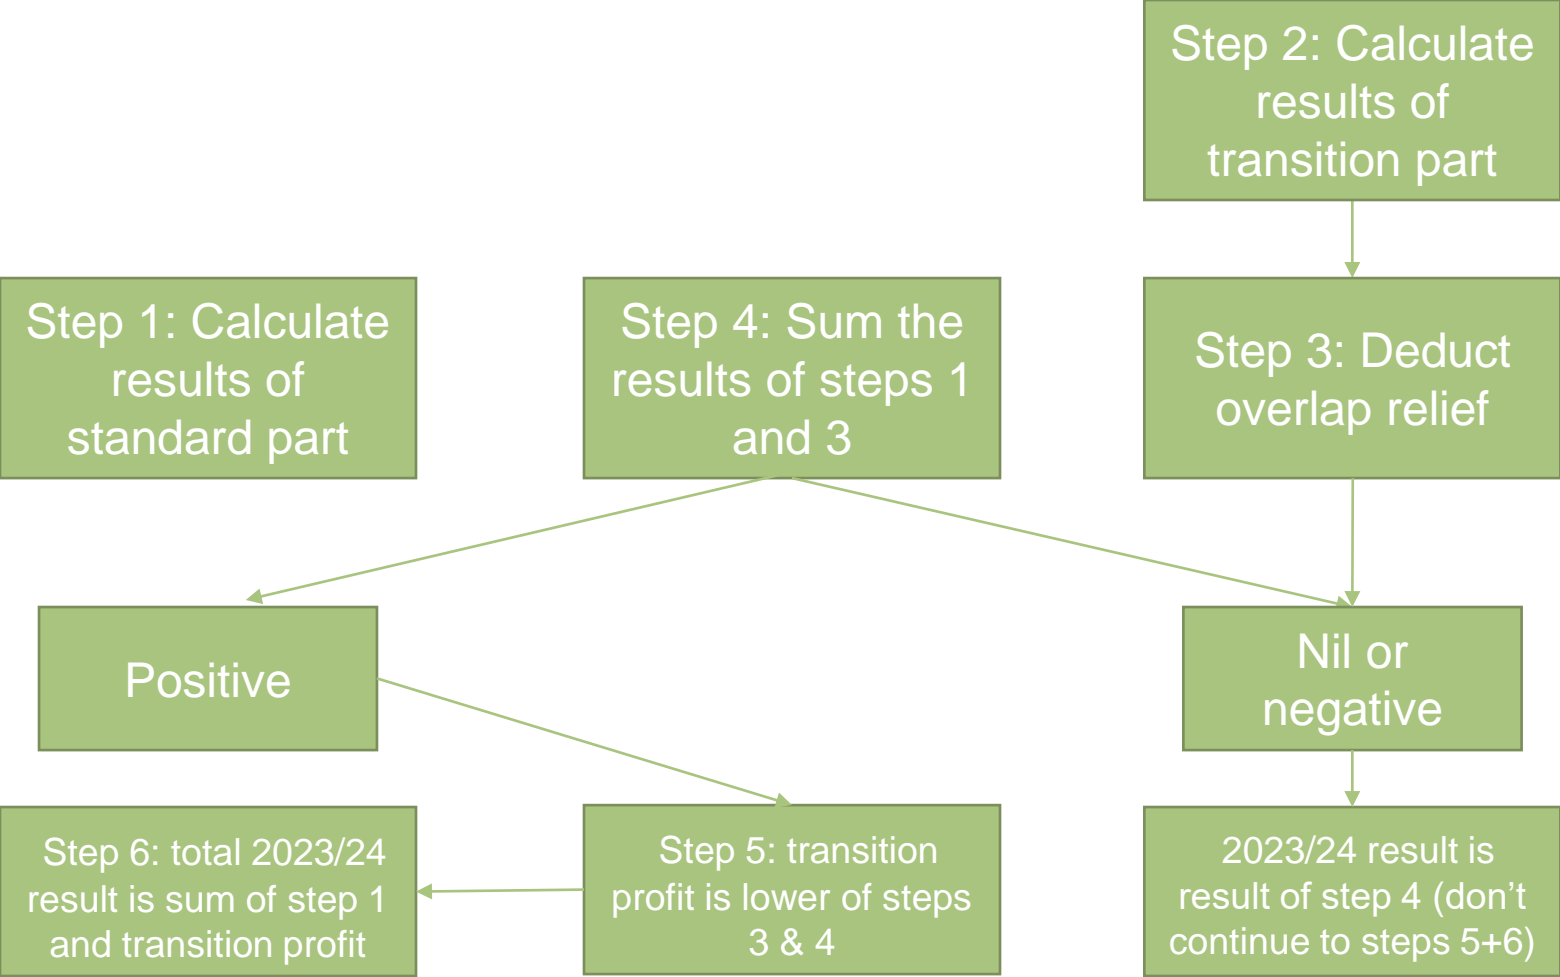 Step 2: Calculate
results of
transition part
Step 1: Calculate
results of
standard part
Step 4: Sum the
results of steps 1
and 3
Step 3: Deduct
overlap relief
Positive
Nil or
negative
Step 6: total 2023/24
result is sum of step 1
and transition profit
Step 5: transition
profit is lower of steps
3 & 4
2023/24 result is
result of step 4 (don’t
continue to steps 5+6)